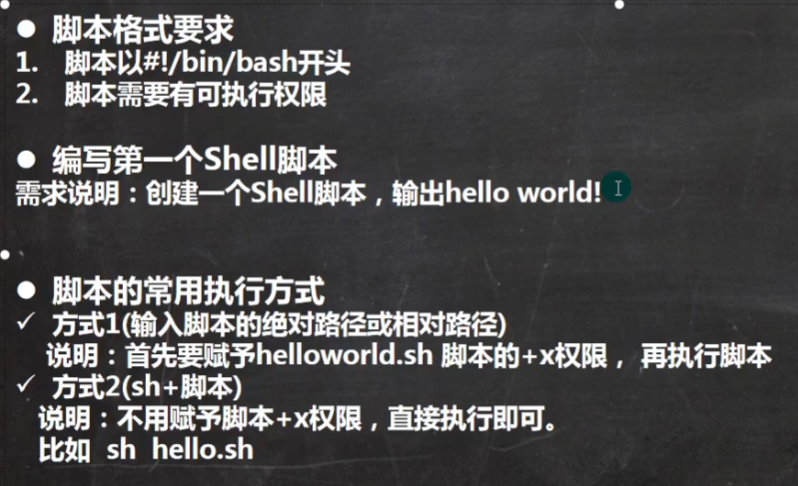 ● 脚本格式要求
1. 脚本以#!/bin/bash开头
2. 脚本需要有可执行权限
● 编写第一个Shell脚本
需求说明：创建一个Shell脚本，输出hello world!
● 脚本的常用执行方式
✓ 方式1(输入脚本的绝对路径或相对路径)
说明：首先要赋予helloworld.sh 脚本的+x权限， 再执行脚本
✓ 方式2(sh+脚本)
说明：不用赋予脚本+x权限，直接执行即可。
比如 sh hello.sh